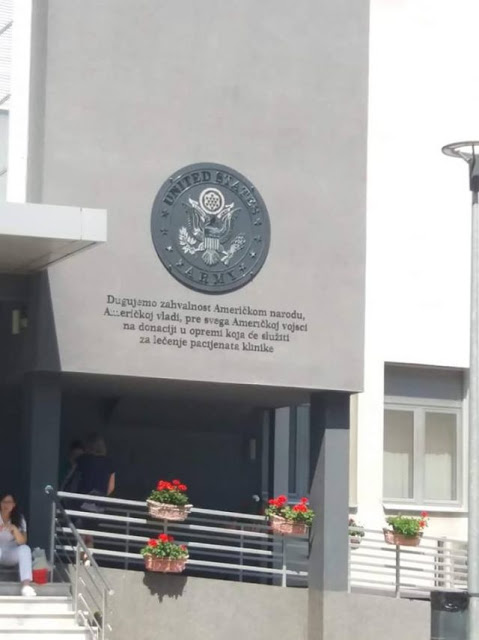 UNITED STATES
ARMY
Dugujemo zahvalnost Američkom narodu,
Američkoj vladi, pre svega Američkoj vojsci
na donaciji u opremi koja će služiti
za lečenje pacijenata klinike